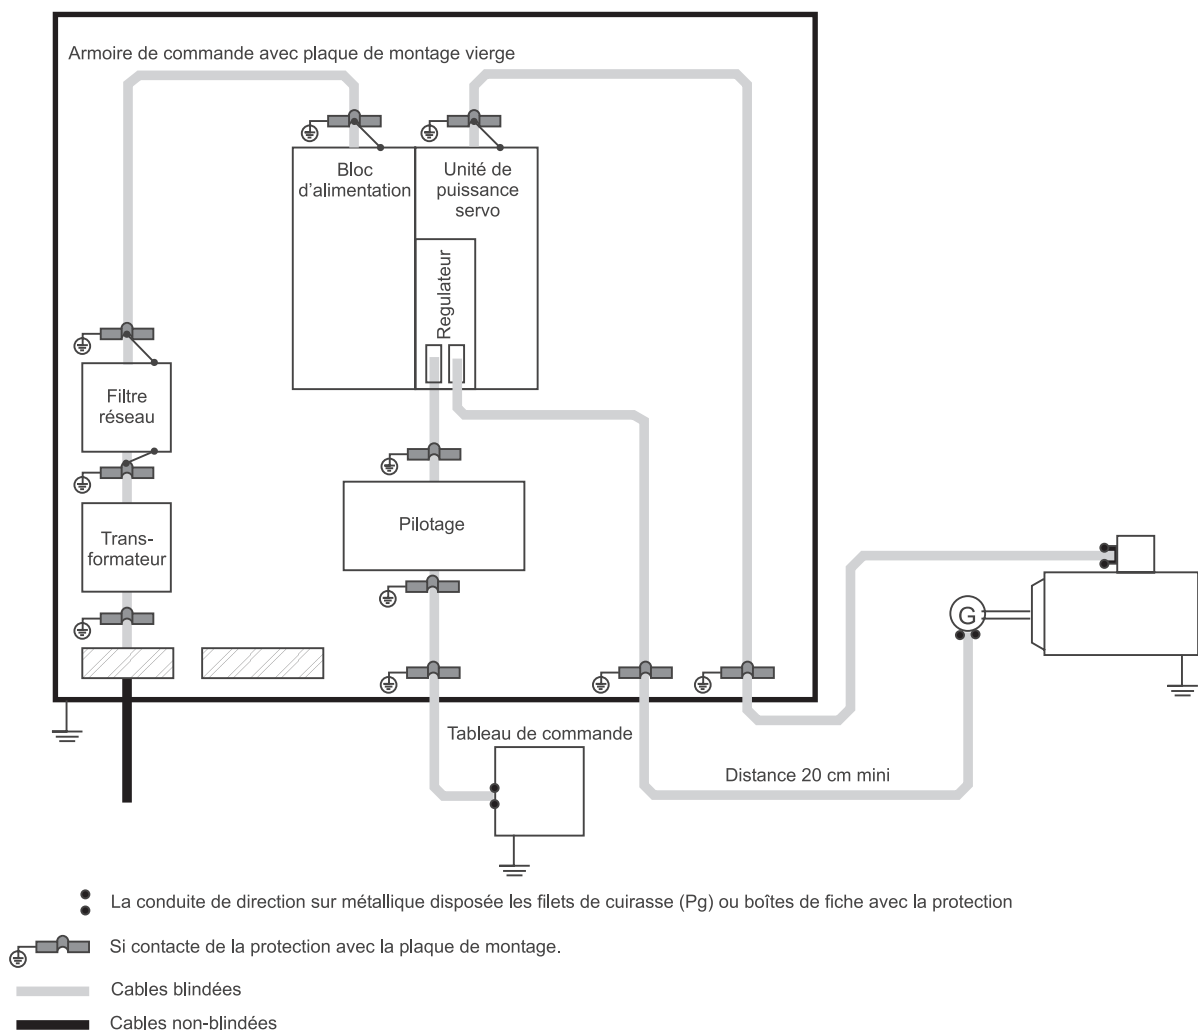 Armoire de commande avec plaque de montage vierge
Bloc
d'alimentation
Unité de
puissance
servo
Regulateur
Filtre
réseau
Trans-
formateur
Pilotage
G
Tableau de commande
Distance 20 cm mini
La conduite de direction sur métallique disposée les filets de cuirasse (Pg) ou boîtes de fiche avec la protection
Si contacte de la protection avec la plaque de montage.
Cables blindées
Cables non-blindées